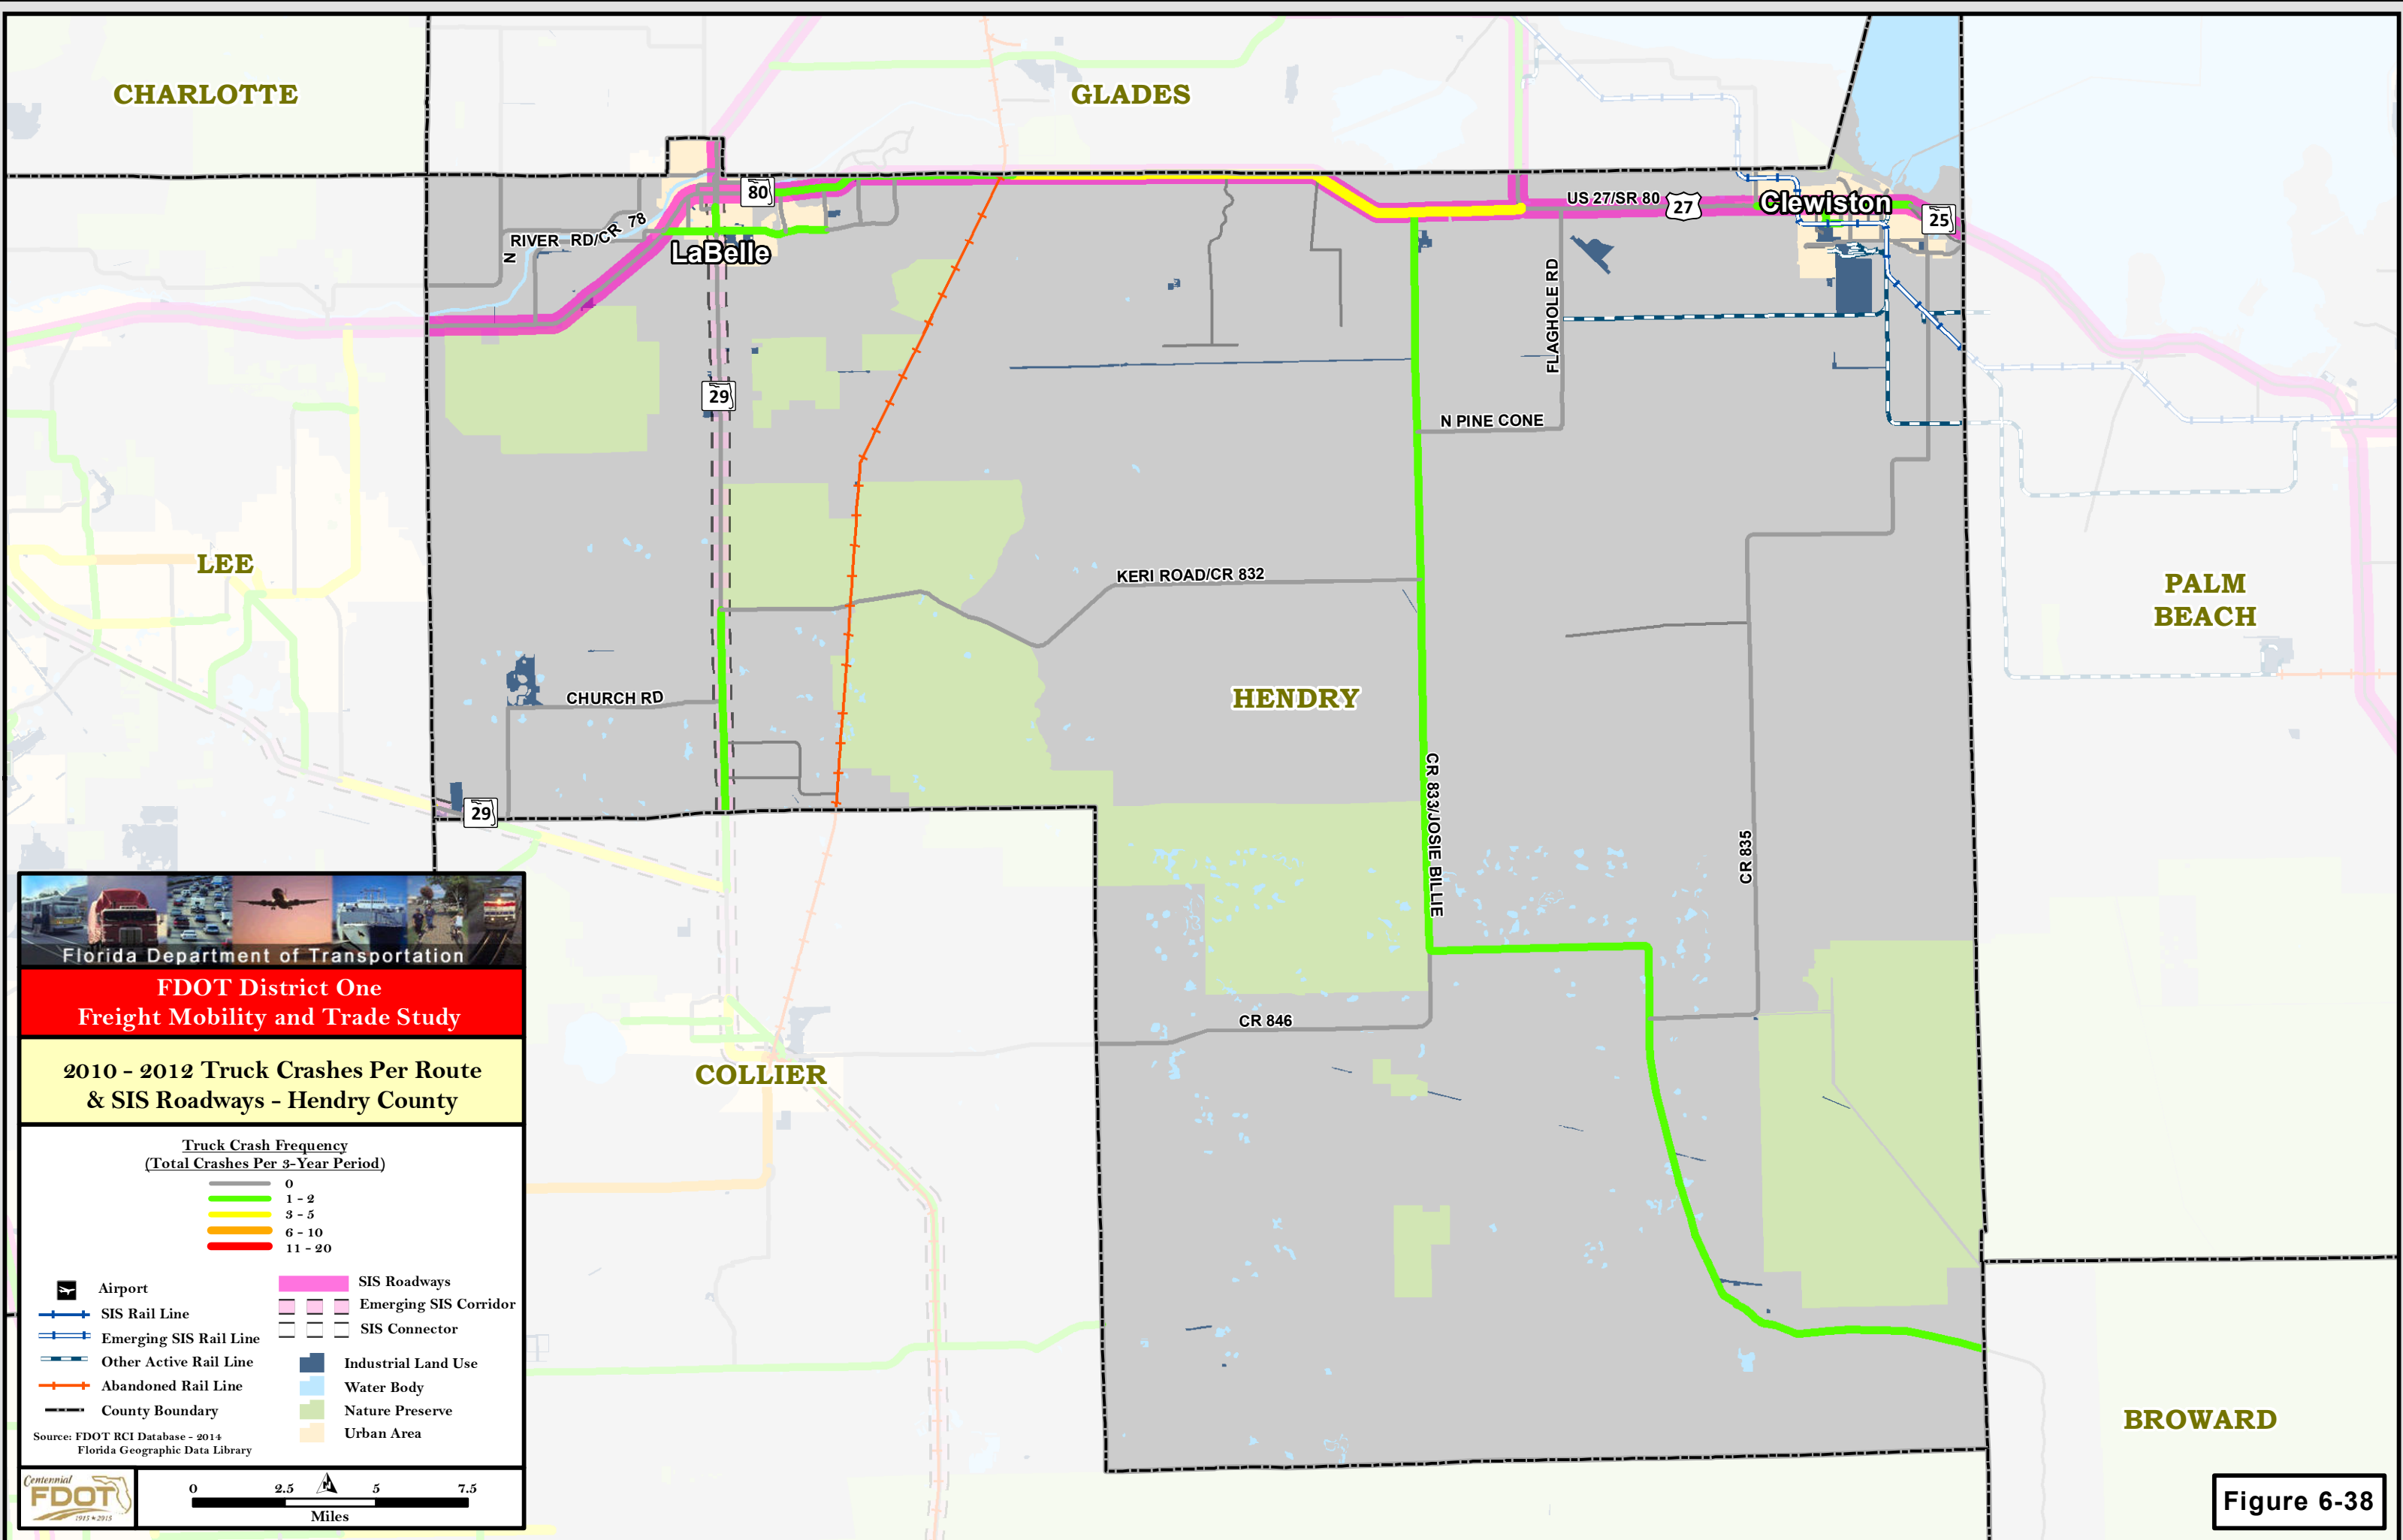 CHARLOTTE
GLADES
80
RIVER RD/CR 78
N
LaBelle
US 27/SR 80
27
Clewiston
25
FLAGHOLE RD
29
N PINE CONE
LEE
KERI ROAD/CR 832
PALM
BEACH
CHURCH RD
HENDRY
CR 833/JOSIE BILLIE
29
CR 835
CR 846
COLLIER
BROWARD
Florida Department of Transportation
FDOT District One
Freight Mobility and Trade Study
2010 - 2012 Truck Crashes Per Route
& SIS Roadways - Hendry County
Truck Crash Frequency
(Total Crashes Per 3-Year Period)
0
1 - 2
3 - 5
6 - 10
11 - 20
Airport
SIS Rail Line
Emerging SIS Rail Line
Other Active Rail Line
Abandoned Rail Line
County Boundary
SIS Roadways
Emerging SIS Corridor
SIS Connector
Industrial Land Use
Water Body
Nature Preserve
Urban Area
Source: FDOT RCI Database - 2014
Florida Geographic Data Library
Centennial
FDOT
1915 ★ 2015
0 2.5 5 7.5
N
Miles
Figure 6-38